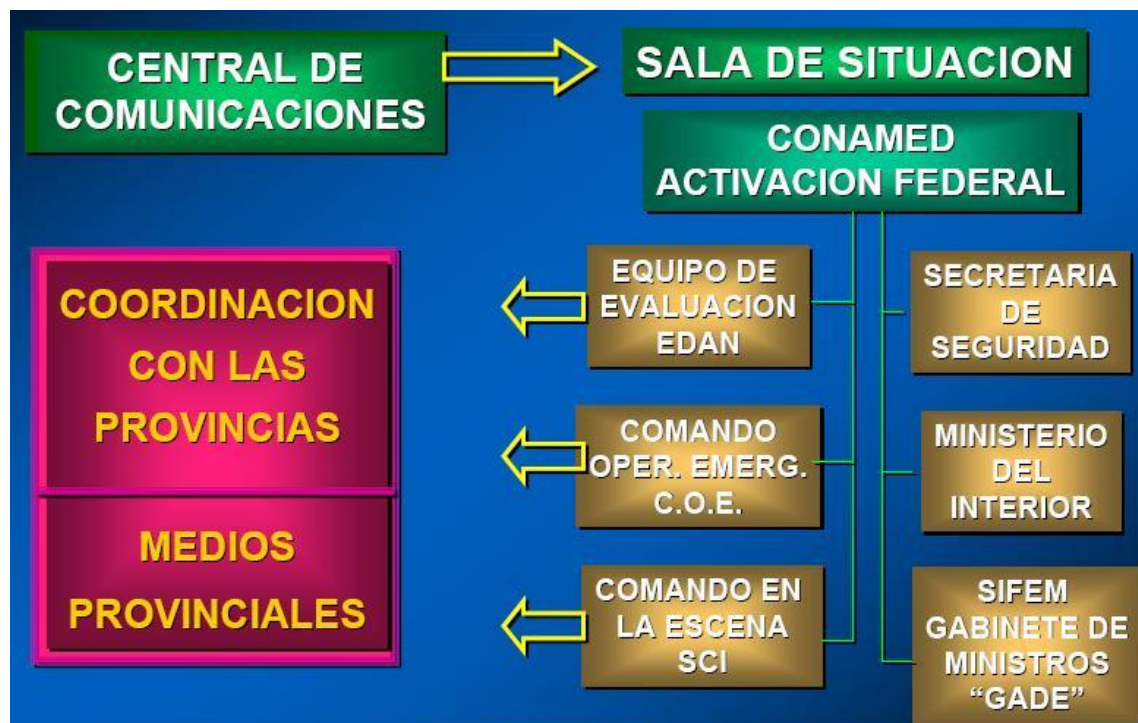 CENTRAL DE
COMUNICACIONES
SALA DE SITUACION
CONAMED
ACTIVACION FEDERAL
COORDINACION
CON LAS
PROVINCIAS
MEDIOS
PROVINCIALES
EQUIPO DE
EVALUACION
EDAN
COMANDO
OPER. EMERG.
C.O.E.
COMANDO EN
LA ESCENA
SCI
SECRETARIA
DE
SEGURIDAD
MINISTERIO
DEL
INTERIOR
SIFEM
GABINETE DE
MINISTROS
“GADE”